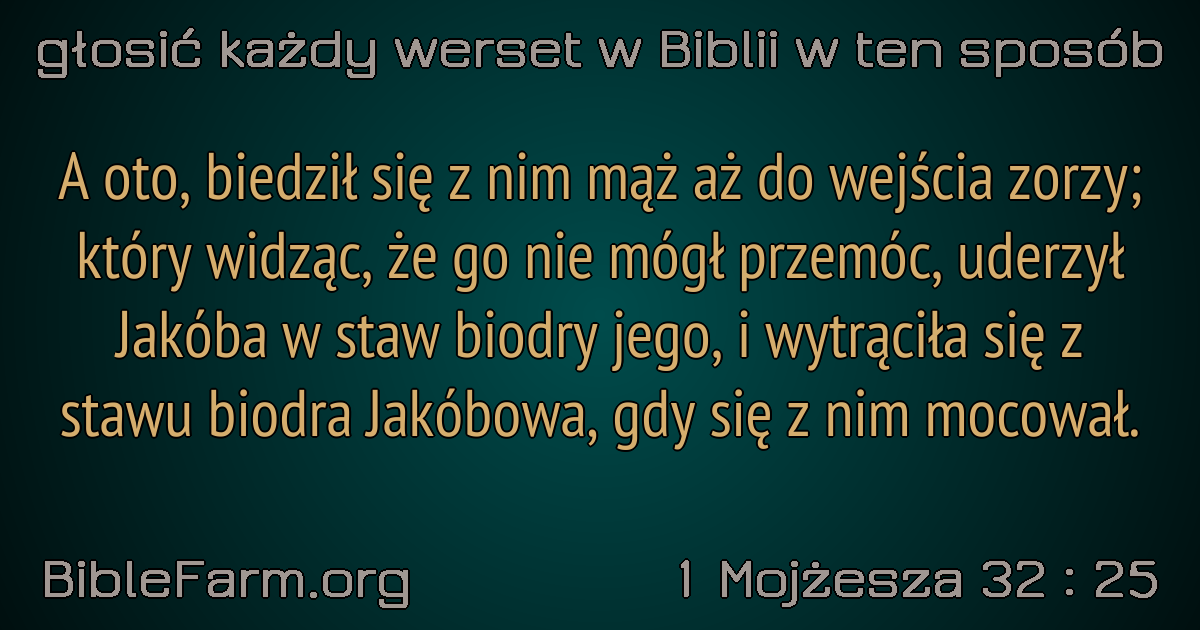 głosić każdy werset w Biblii w ten sposób
A oto, biedził się z nim mąż aż do wejścia zorzy;
który widząc, że go nie mógł przemóc, uderzył
Jakóba w staw biodry jego, i wytrąciła się z
stawu biodra Jakóbowa, gdy się z nim mocował.
BibleFarm.org
1 Mojżesza 32 : 25